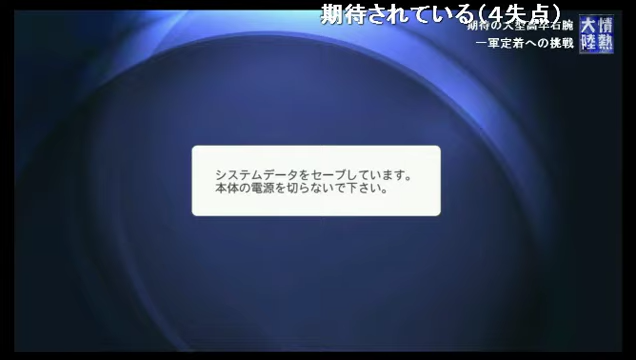 期待されている（4失点）
期待の大型高卒右腕
一軍定着への挑戦
情熱
大陸
システムデータをセーブしています。
本体の電源を切らないで下さい。